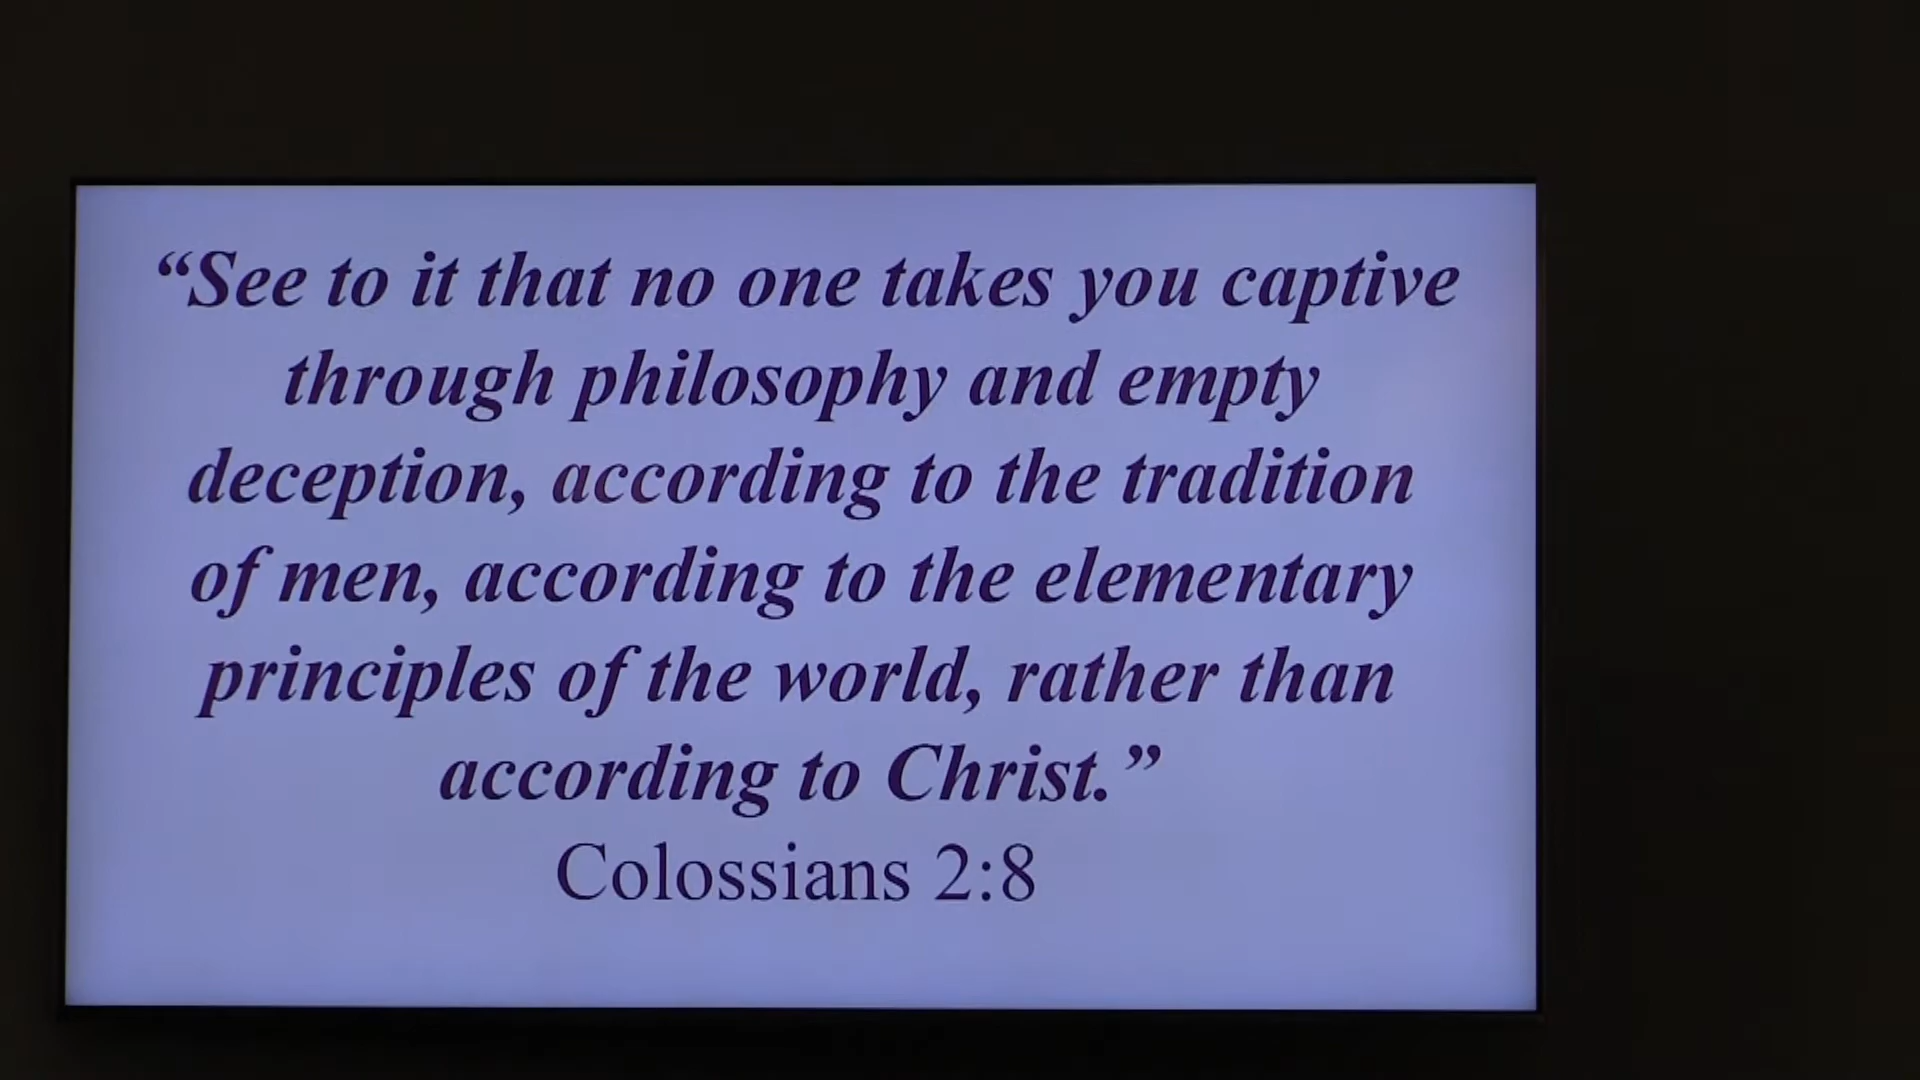 “See to it that no one takes you captive
through philosophy and empty
deception, according to the tradition
of men, according to the elementary
principles of the world, rather than
according to Christ.”
Colossians 2:8